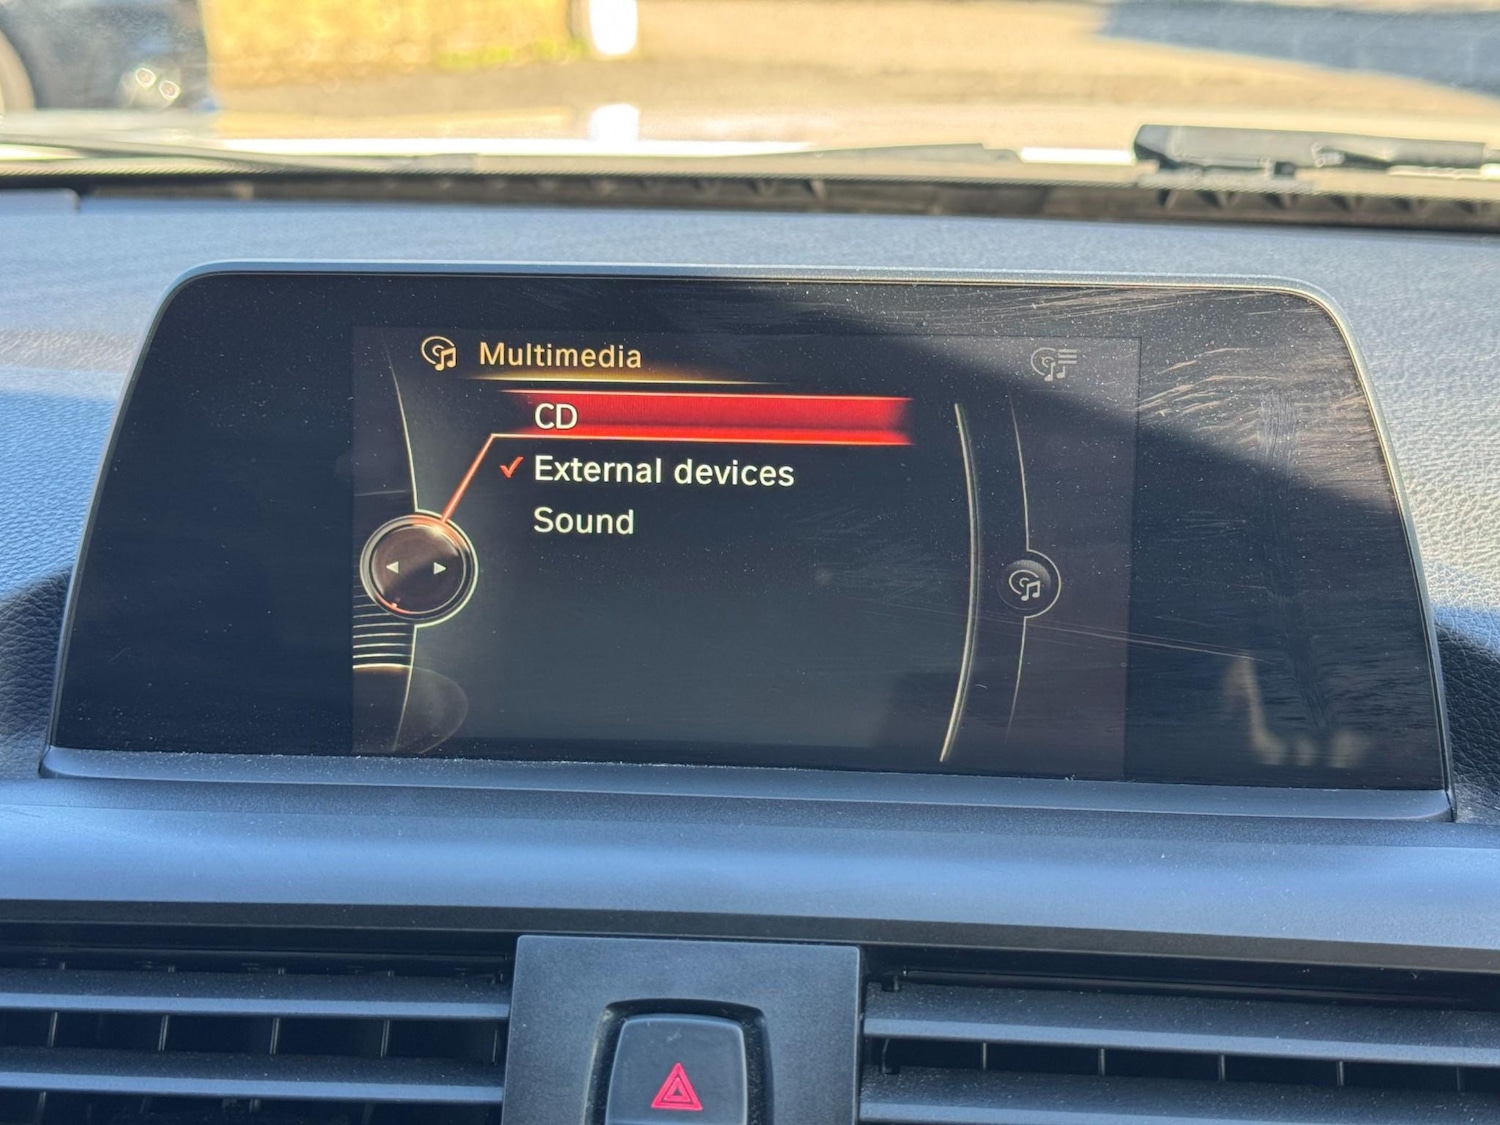 Multimedia
CD
External devices
Sound